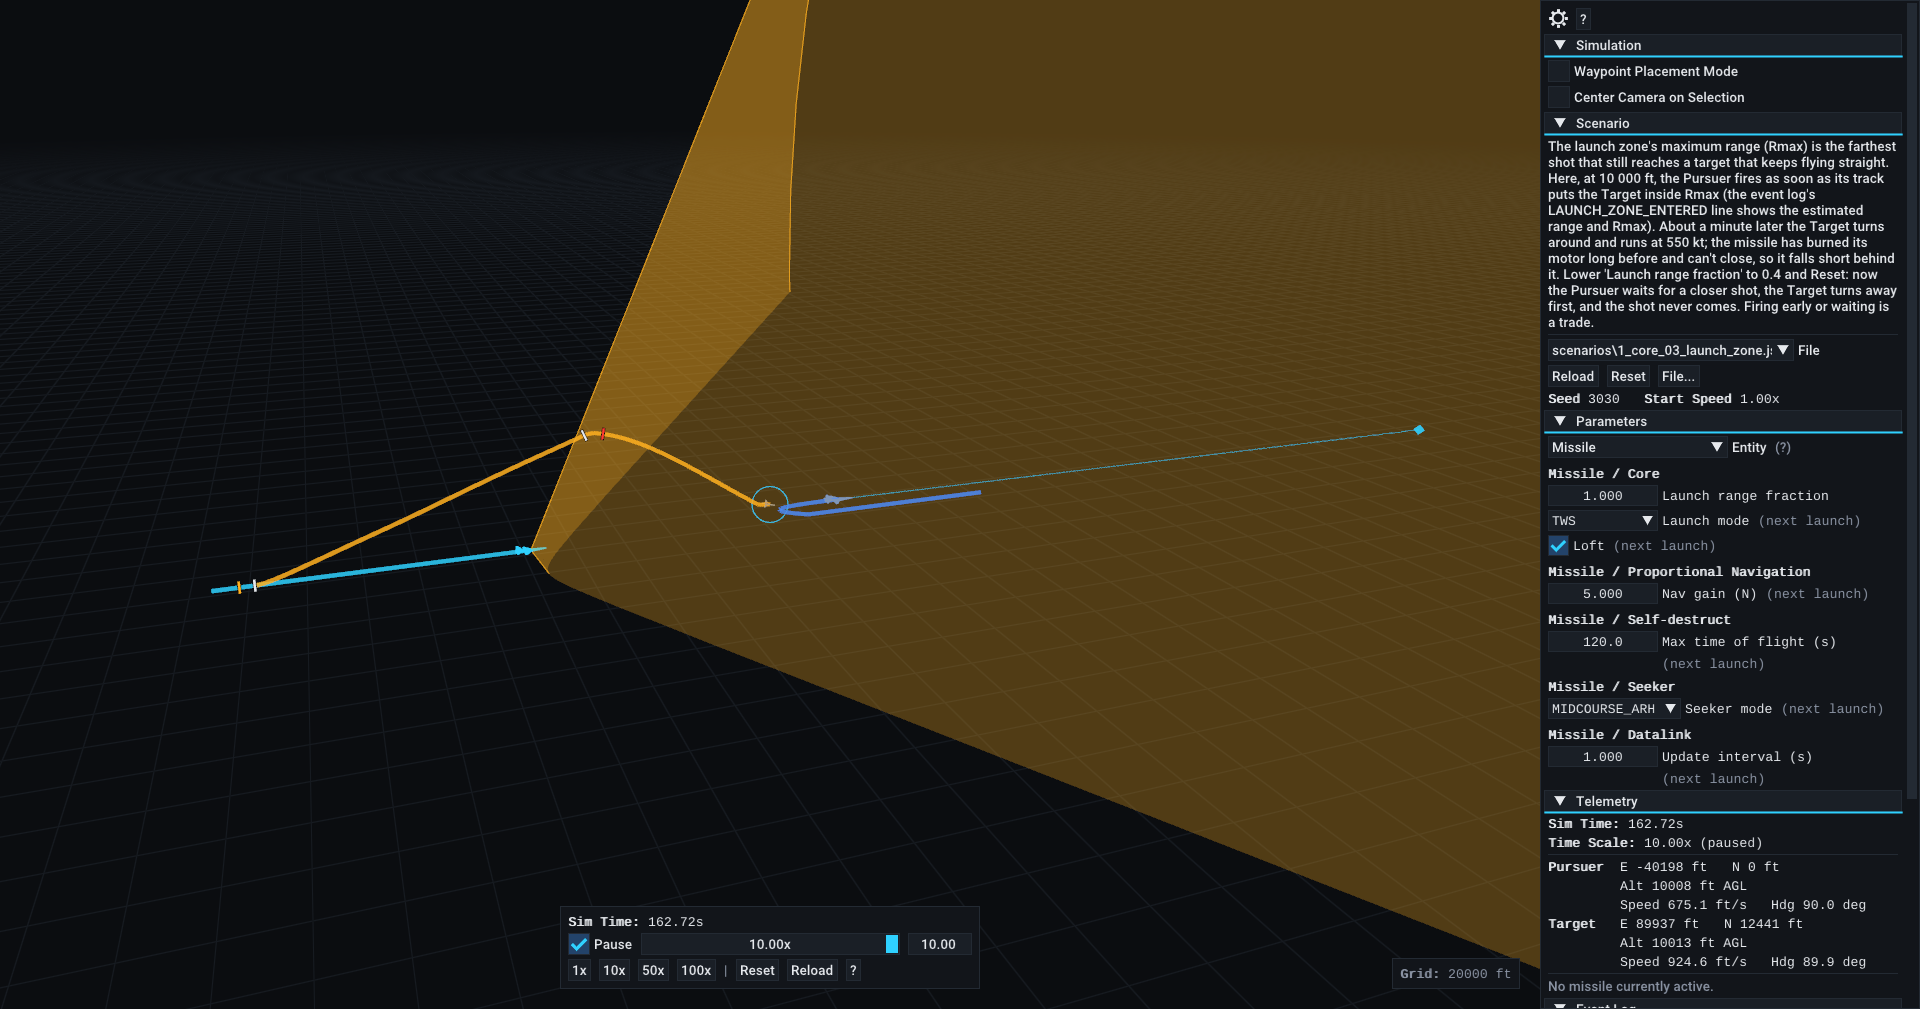 ?
Simulation
Waypoint Placement Mode
Center Camera on Selection
Scenario
The launch zone's maximum range (Rmax) is the farthest
shot that still reaches a target that keeps flying straight.
Here, at 10 000 ft, the Pursuer fires as soon as its track
puts the Target inside Rmax (the event log's
LAUNCH_ZONE_ENTERED line shows the estimated
range and Rmax). About a minute later the Target turns
around and runs at 550 kt; the missile has burned its
motor long before and can't close, so it falls short behind
it. Lower 'Launch range fraction' to 0.4 and Reset: now
the Pursuer waits for a closer shot, the Target turns away
first, and the shot never comes. Firing early or waiting is
a trade.
scenarios\1_core_03_launch_zone.j: File
Reload Reset File...
Seed 3030 Start Speed 1.00x
Parameters
Missile Entity (?)
Missile / Core
1.000 Launch range fraction
TWS Launch mode (next launch)
Loft (next launch)
Missile / Proportional Navigation
5.000 Nav gain (N) (next launch)
Missile / Self-destruct
120.0 Max time of flight (s)
(next launch)
Missile / Seeker
MIDCOURSE_ARH Seeker mode (next launch)
Missile / Datalink
1.000 Update interval (s)
(next launch)
Telemetry
Sim Time: 162.72s
Time Scale: 10.00x (paused)
Pursuer E -40198 ft N 0 ft
Alt 10008 ft AGL
Speed 675.1 ft/s Hdg 90.0 deg
Target E 89937 ft N 12441 ft
Alt 10013 ft AGL
Speed 924.6 ft/s Hdg 89.9 deg
No missile currently active.
Sim Time: 162.72s
Pause 10.00x 10.00
1x 10x 50x 100x | Reset Reload ?
Grid: 20000 ft